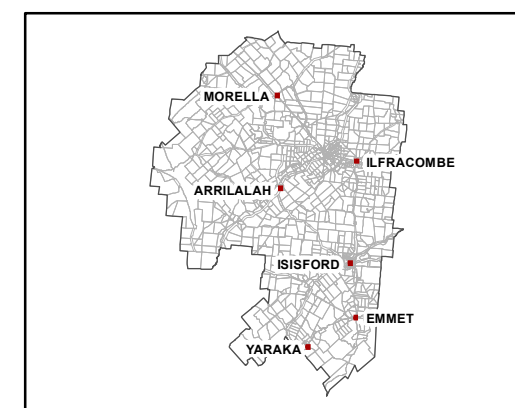 MORELLA
ILFRACOMBE
ARRILALAH
ISISFORD
EMMET
YARAKA